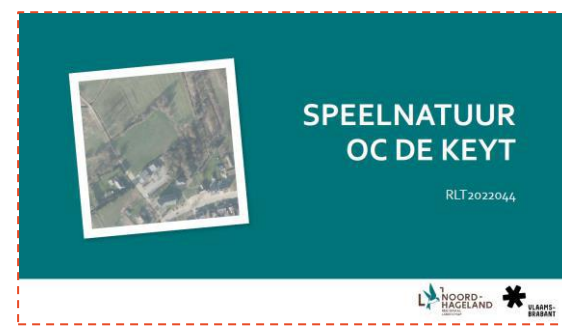 SPEELNATUUR
OC DE KEYT
RLT2022044
NOORD-
HAGELAND
VLAAMS-
BRABANT